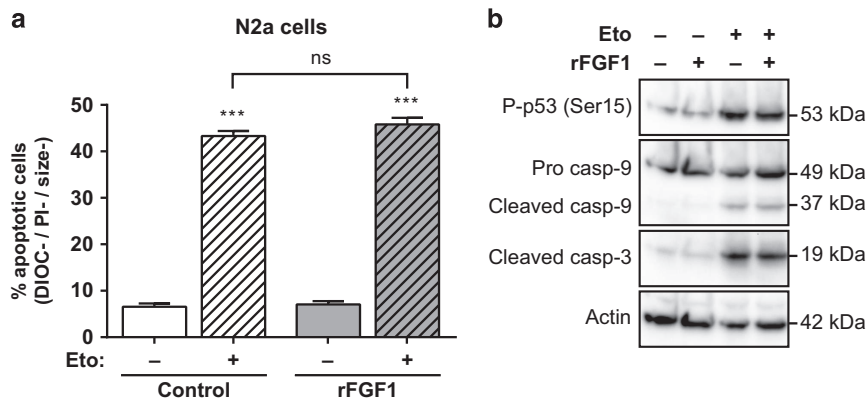 a
N2a cells
ns
***
***
% apoptotic cells
(DIOC- / PI- / size-)
50
40
30
20
10
0
Eto: – + – +
Control rFGF1
b
Eto – – + +
rFGF1 – + – +
P-p53 (Ser15) 53 kDa
Pro casp-9 49 kDa
Cleaved casp-9 37 kDa
Cleaved casp-3 19 kDa
Actin 42 kDa